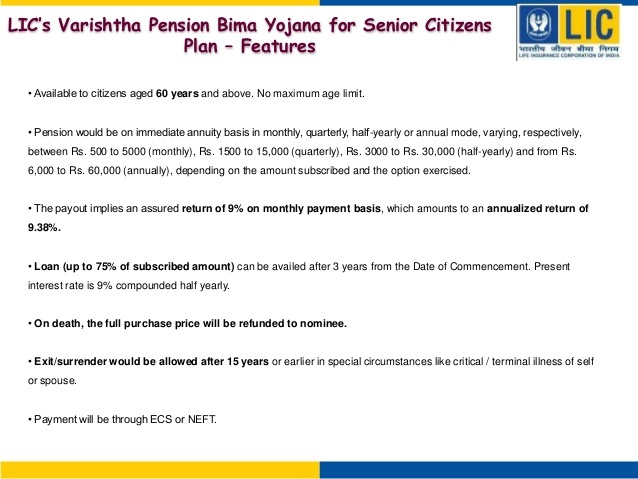 LIC's Varishtha Pension Bima Yojana for Senior Citizens
Plan – Features
LIC
भारतीय जीवन बीमा निगम
LIFE INSURANCE CORPORATION OF INDIA
• Available to citizens aged 60 years and above. No maximum age limit.
• Pension would be on immediate annuity basis in monthly, quarterly, half-yearly or annual mode, varying, respectively,
between Rs. 500 to 5000 (monthly), Rs. 1500 to 15,000 (quarterly), Rs. 3000 to Rs. 30,000 (half-yearly) and from Rs.
6,000 to Rs. 60,000 (annually), depending on the amount subscribed and the option exercised.
• The payout implies an assured return of 9% on monthly payment basis, which amounts to an annualized return of
9.38%.
• Loan (up to 75% of subscribed amount) can be availed after 3 years from the Date of Commencement. Present
interest rate is 9% compounded half yearly.
• On death, the full purchase price will be refunded to nominee.
• Exit/surrender would be allowed after 15 years or earlier in special circumstances like critical / terminal illness of self
or spouse.
• Payment will be through ECS or NEFT.